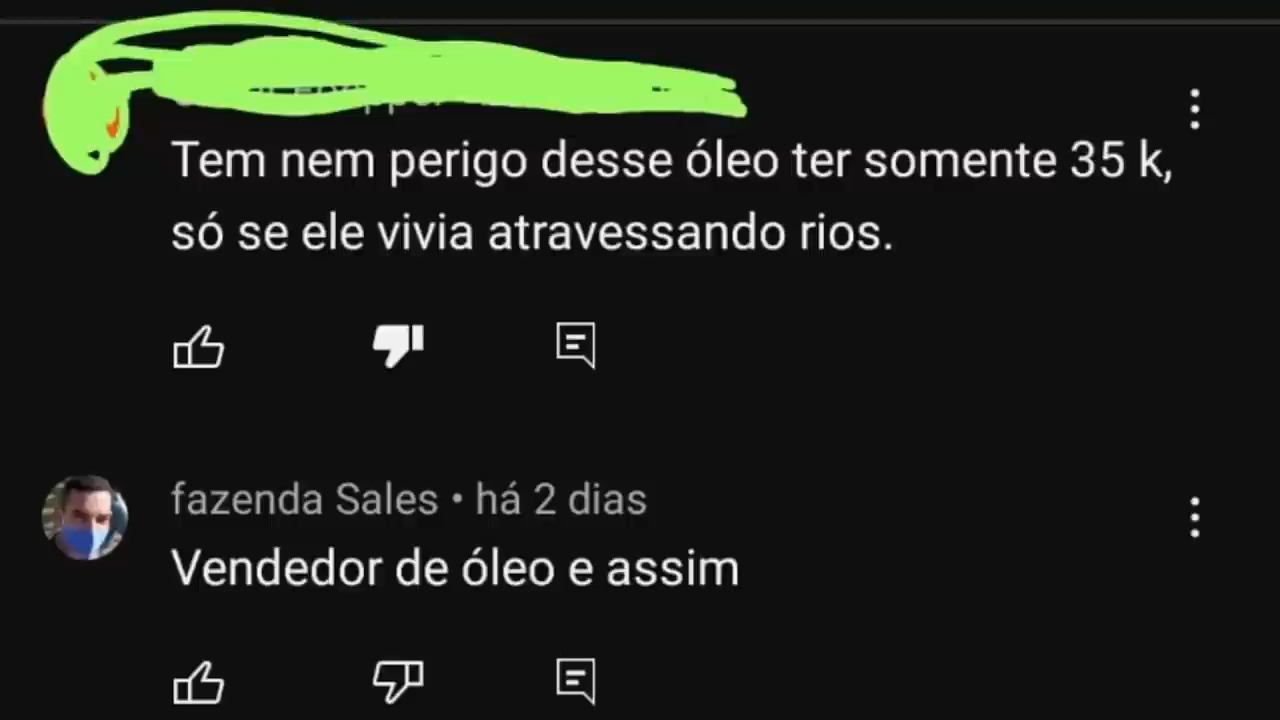 Tem nem perigo desse óleo ter somente 35 k,
só se ele vivia atravessando rios.
fazenda Sales • há 2 dias
Vendedor de óleo e assim